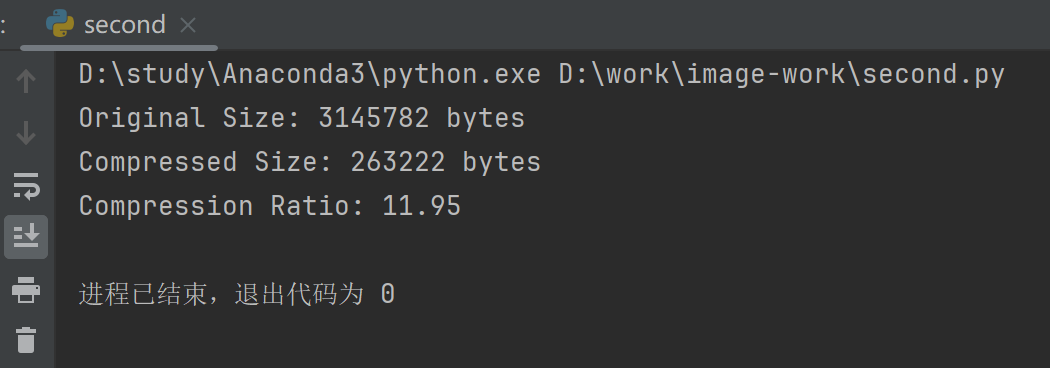 : second
D:\study\Anaconda3\python.exe D:\work\image-work\second.py
Original Size: 3145782 bytes
Compressed Size: 263222 bytes
Compression Ratio: 11.95
进程已结束，退出代码为 0